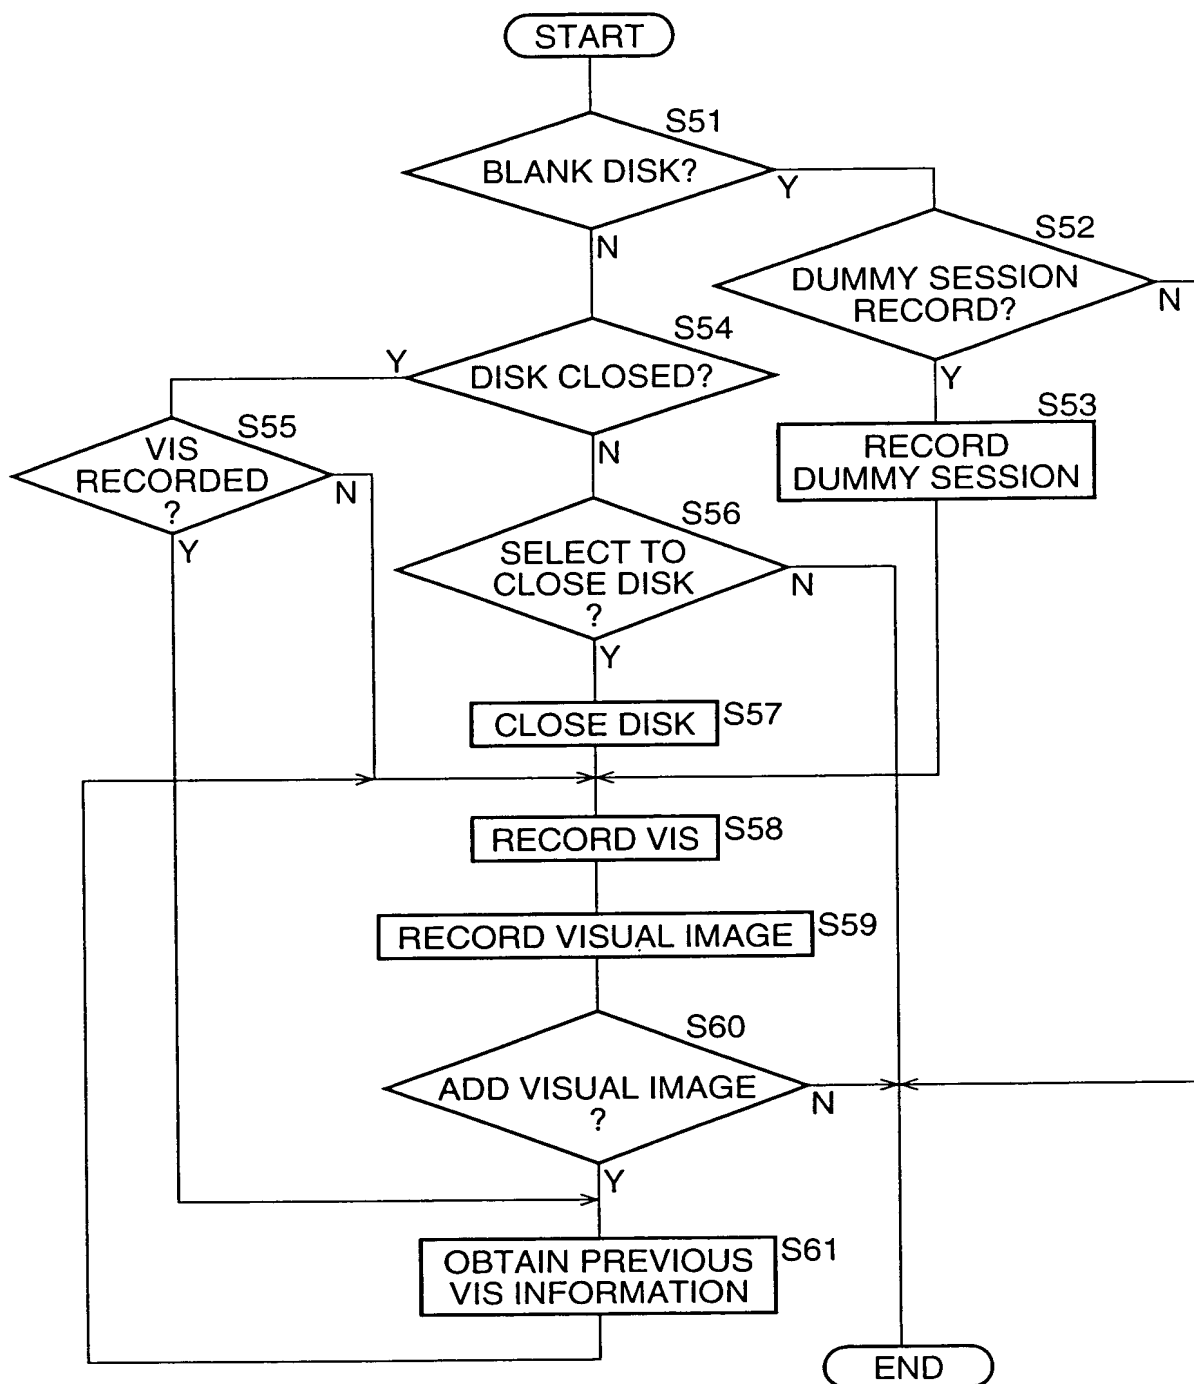 START
S51
BLANK DISK?
Y
N
S52
DUMMY SESSION
RECORD?
N
Y
S54
Y
DISK CLOSED?
N
S53
RECORD
DUMMY SESSION
S55
VIS
RECORDED
?
N
Y
S56
SELECT TO
CLOSE DISK
?
N
Y
CLOSE DISK
S57
RECORD VIS
S58
RECORD VISUAL IMAGE
S59
S60
ADD VISUAL IMAGE
?
N
Y
S61
OBTAIN PREVIOUS
VIS INFORMATION
END